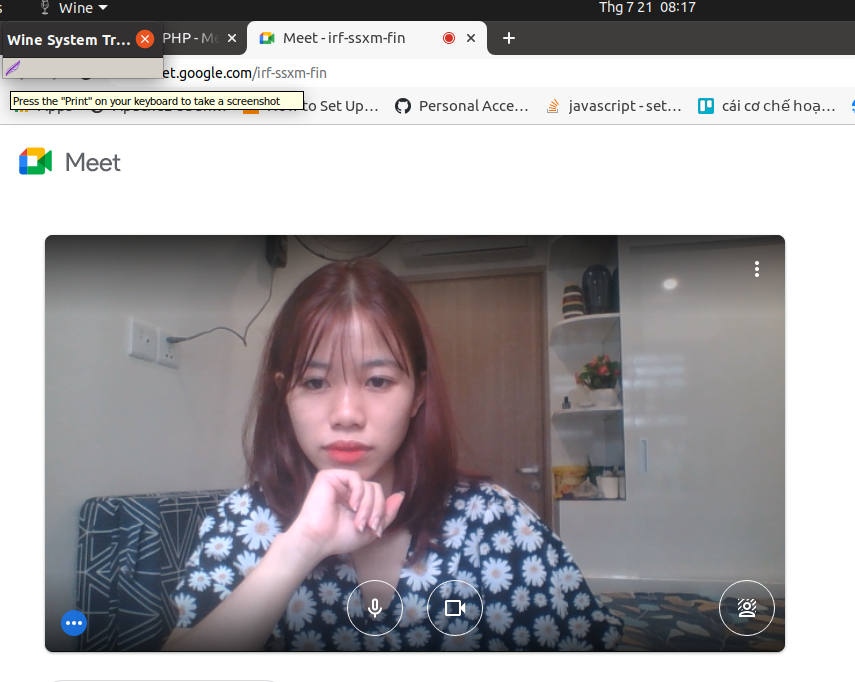 Wine
Thg 7 21 08:17
Wine System Tr...
PHP - Me
Meet - irf-ssxm-fin
et.google.com/irf-ssxm-fin
Press the "Print" on your keyboard to take a screenshot
to Set Up...
Personal Acce...
javascript - set...
cái cơ chế hoạ...
Meet